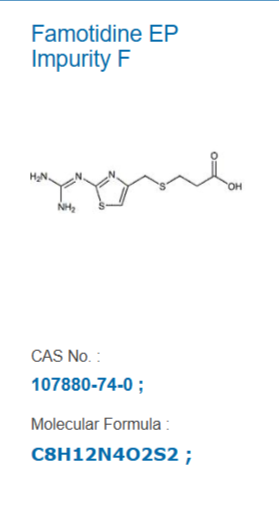 Famotidine EP
Impurity F
O
H₂N
N
N
S
OH
NH₂
S
CAS No. :
107880-74-0 ;
Molecular Formula :
C8H12N4O2S2 ;